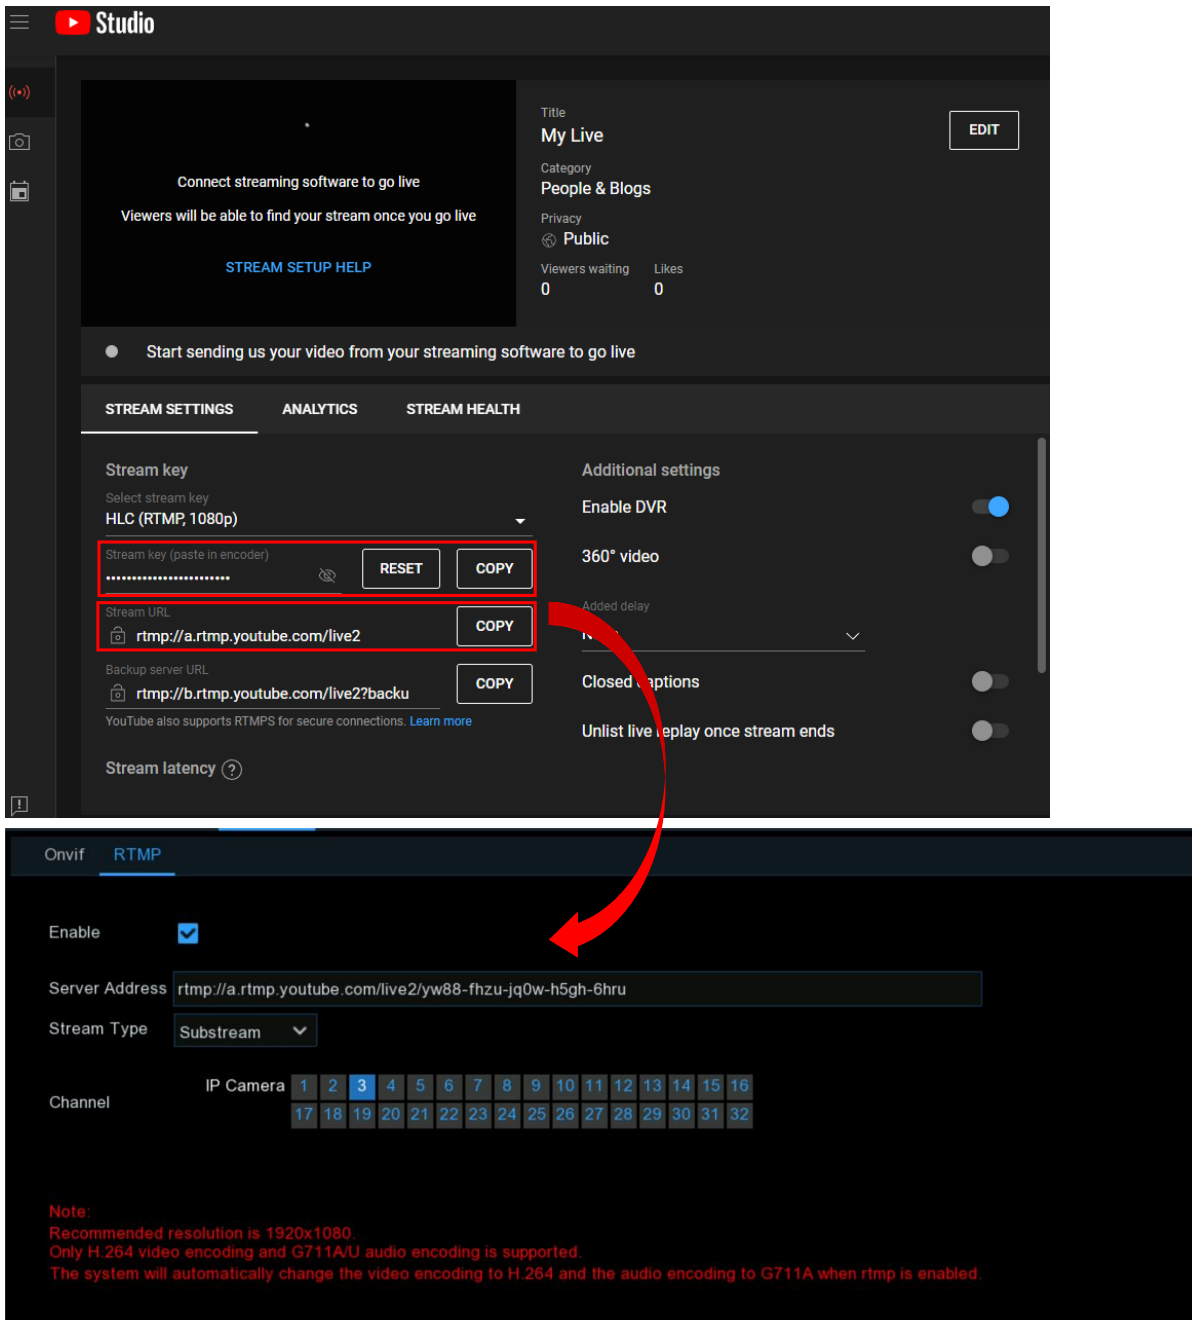 Studio
Connect streaming software to go live
Viewers will be able to find your stream once you go live
STREAM SETUP HELP
Title
My Live
EDIT
Category
People & Blogs
Privacy
Public
Viewers waiting Likes
0 0
Start sending us your video from your streaming software to go live
STREAM SETTINGS ANALYTICS STREAM HEALTH
Stream key
Select stream key
HLC (RTMP, 1080p)
Stream key (paste in encoder)
•••••••••••••••••••••••• RESET COPY
Stream URL
rtmp://a.rtmp.youtube.com/live2 COPY
Backup server URL
rtmp://b.rtmp.youtube.com/live2?backu COPY
YouTube also supports RTMPS for secure connections. Learn more
Stream latency ?
Additional settings
Enable DVR
360° video
Added delay
Closed captions
Unlist live replay once stream ends
Onvif RTMP
Enable
Server Address rtmp://a.rtmp.youtube.com/live2/yw88-fhzu-jq0w-h5gh-6hru
Stream Type Substream
IP Camera 1 2 3 4 5 6 7 8 9 10 11 12 13 14 15 16
Channel
17 18 19 20 21 22 23 24 25 26 27 28 29 30 31 32
Note:
Recommended resolution is 1920x1080.
Only H.264 video encoding and G711A/U audio encoding is supported.
The system will automatically change the video encoding to H.264 and the audio encoding to G711A when rtmp is enabled.